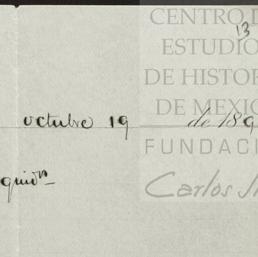 CENTRO D
13
ESTUDIO
DE HISTOR
DE MEXIC
octubre 19 de 189
FUNDACI
Carlos Sl